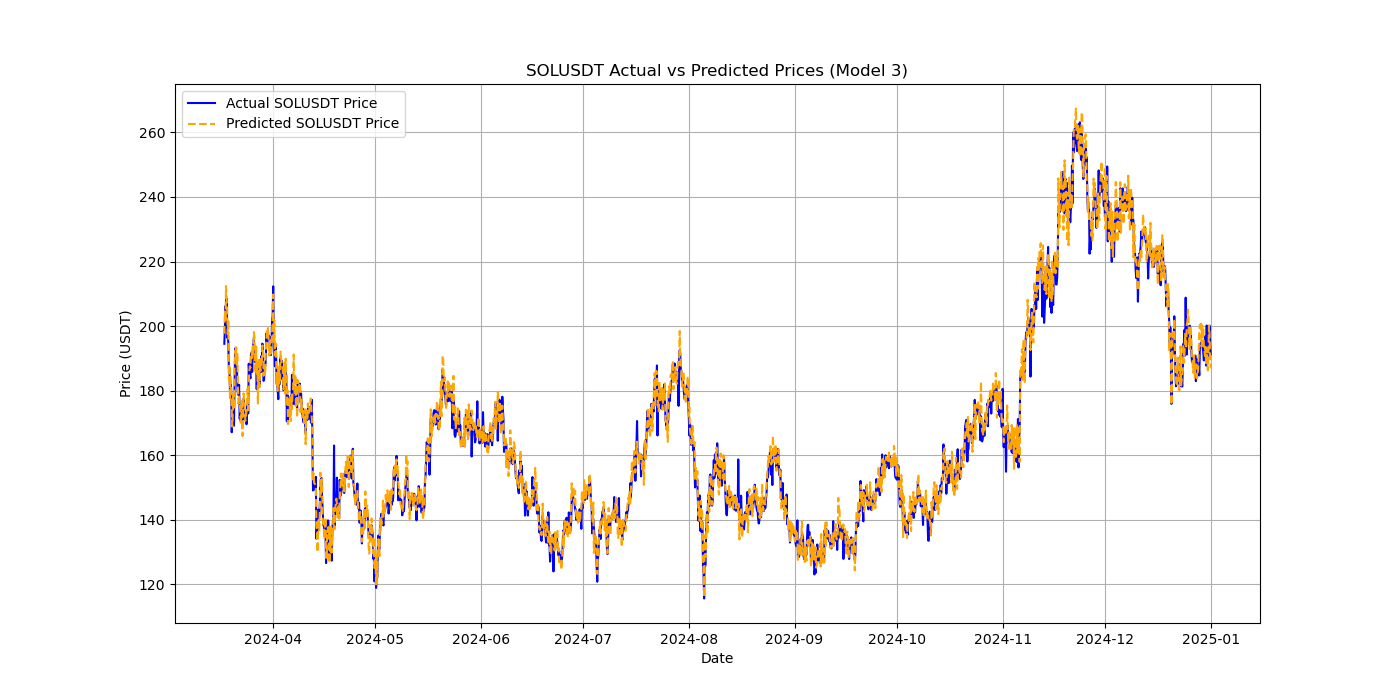 SOLUSDT Actual vs Predicted Prices (Model 3)
Actual SOLUSDT Price
Predicted SOLUSDT Price
Price (USDT)
260
240
220
200
180
160
140
120
2024-04 2024-05 2024-06 2024-07 2024-08 2024-09 2024-10 2024-11 2024-12 2025-01
Date